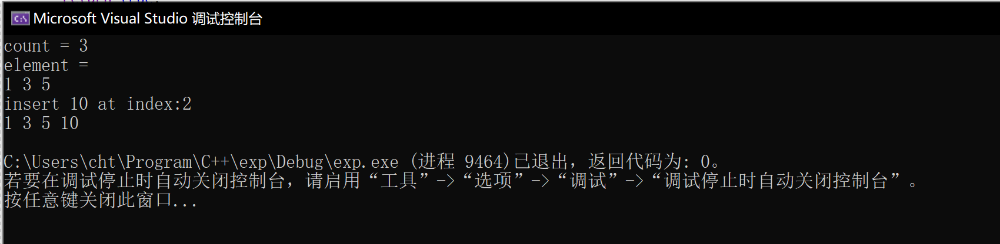 Microsoft Visual Studio 调试控制台
count = 3
element =
1 3 5
insert 10 at index:2
1 3 5 10
C:\Users\cht\Program\C++\exp\Debug\exp.exe (进程 9464)已退出，返回代码为: 0。
若要在调试停止时自动关闭控制台，请启用“工具”->“选项”->“调试”->“调试停止时自动关闭控制台”。
按任意键关闭此窗口...